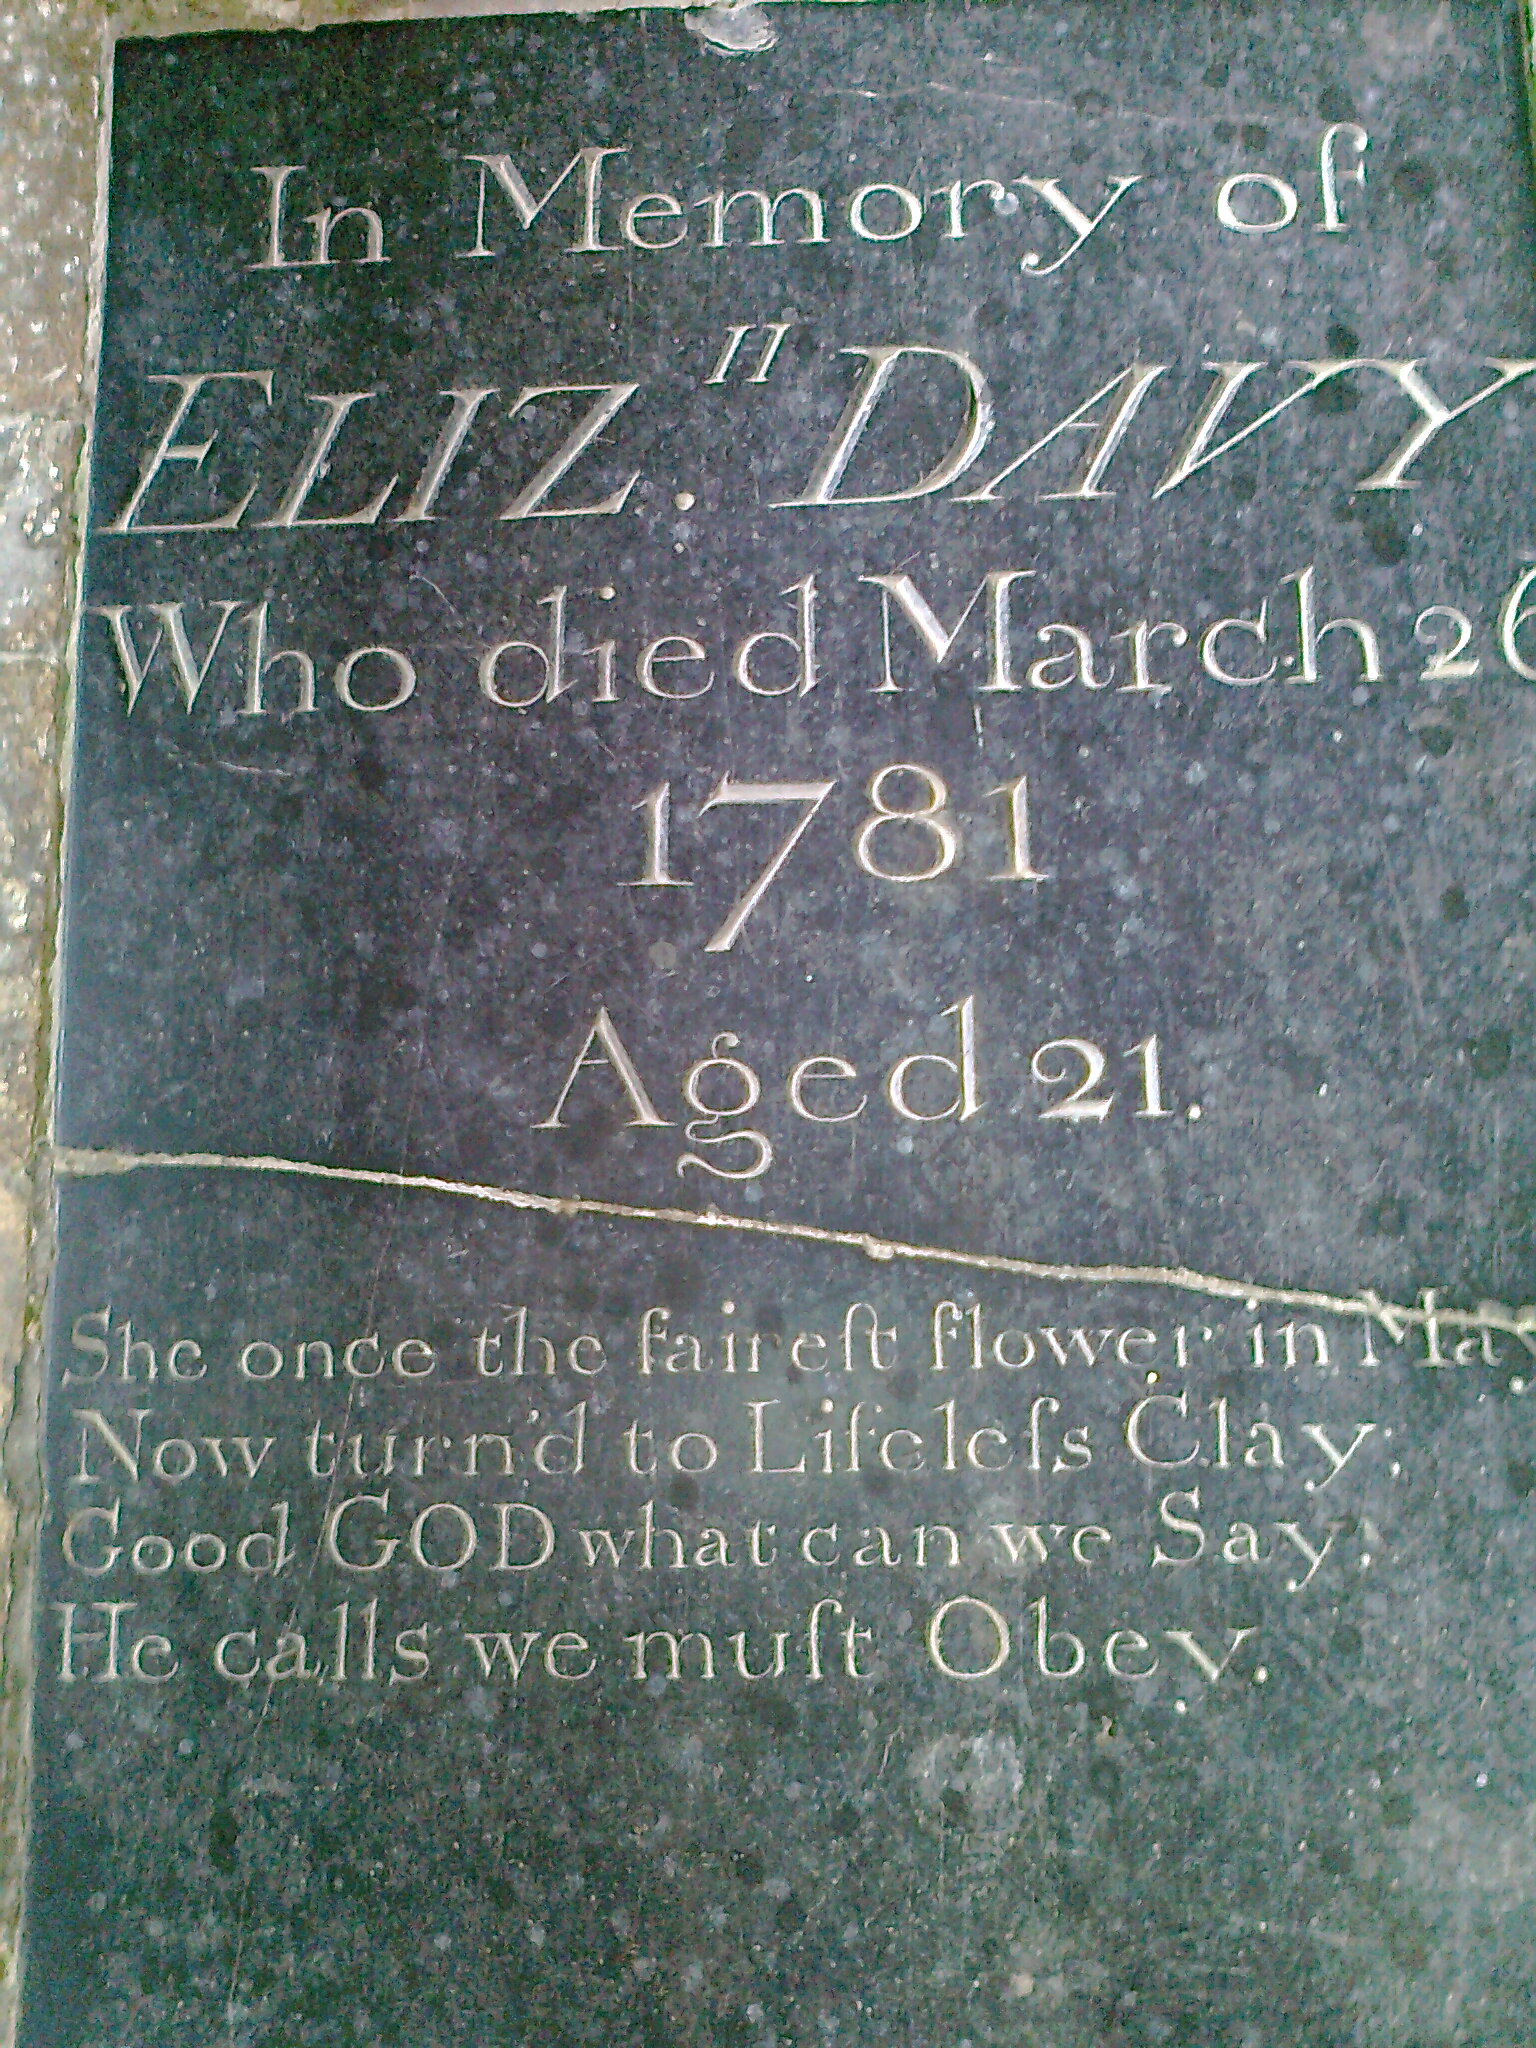 In Memory of
ELIZ.ᴴ DAVY
Who died March 26
1781
Aged 21.
She once the faireſt flower in May
Now turn'd to Lifeleſs Clay.
Good GOD what can we Say:
He calls we muſt Obey.